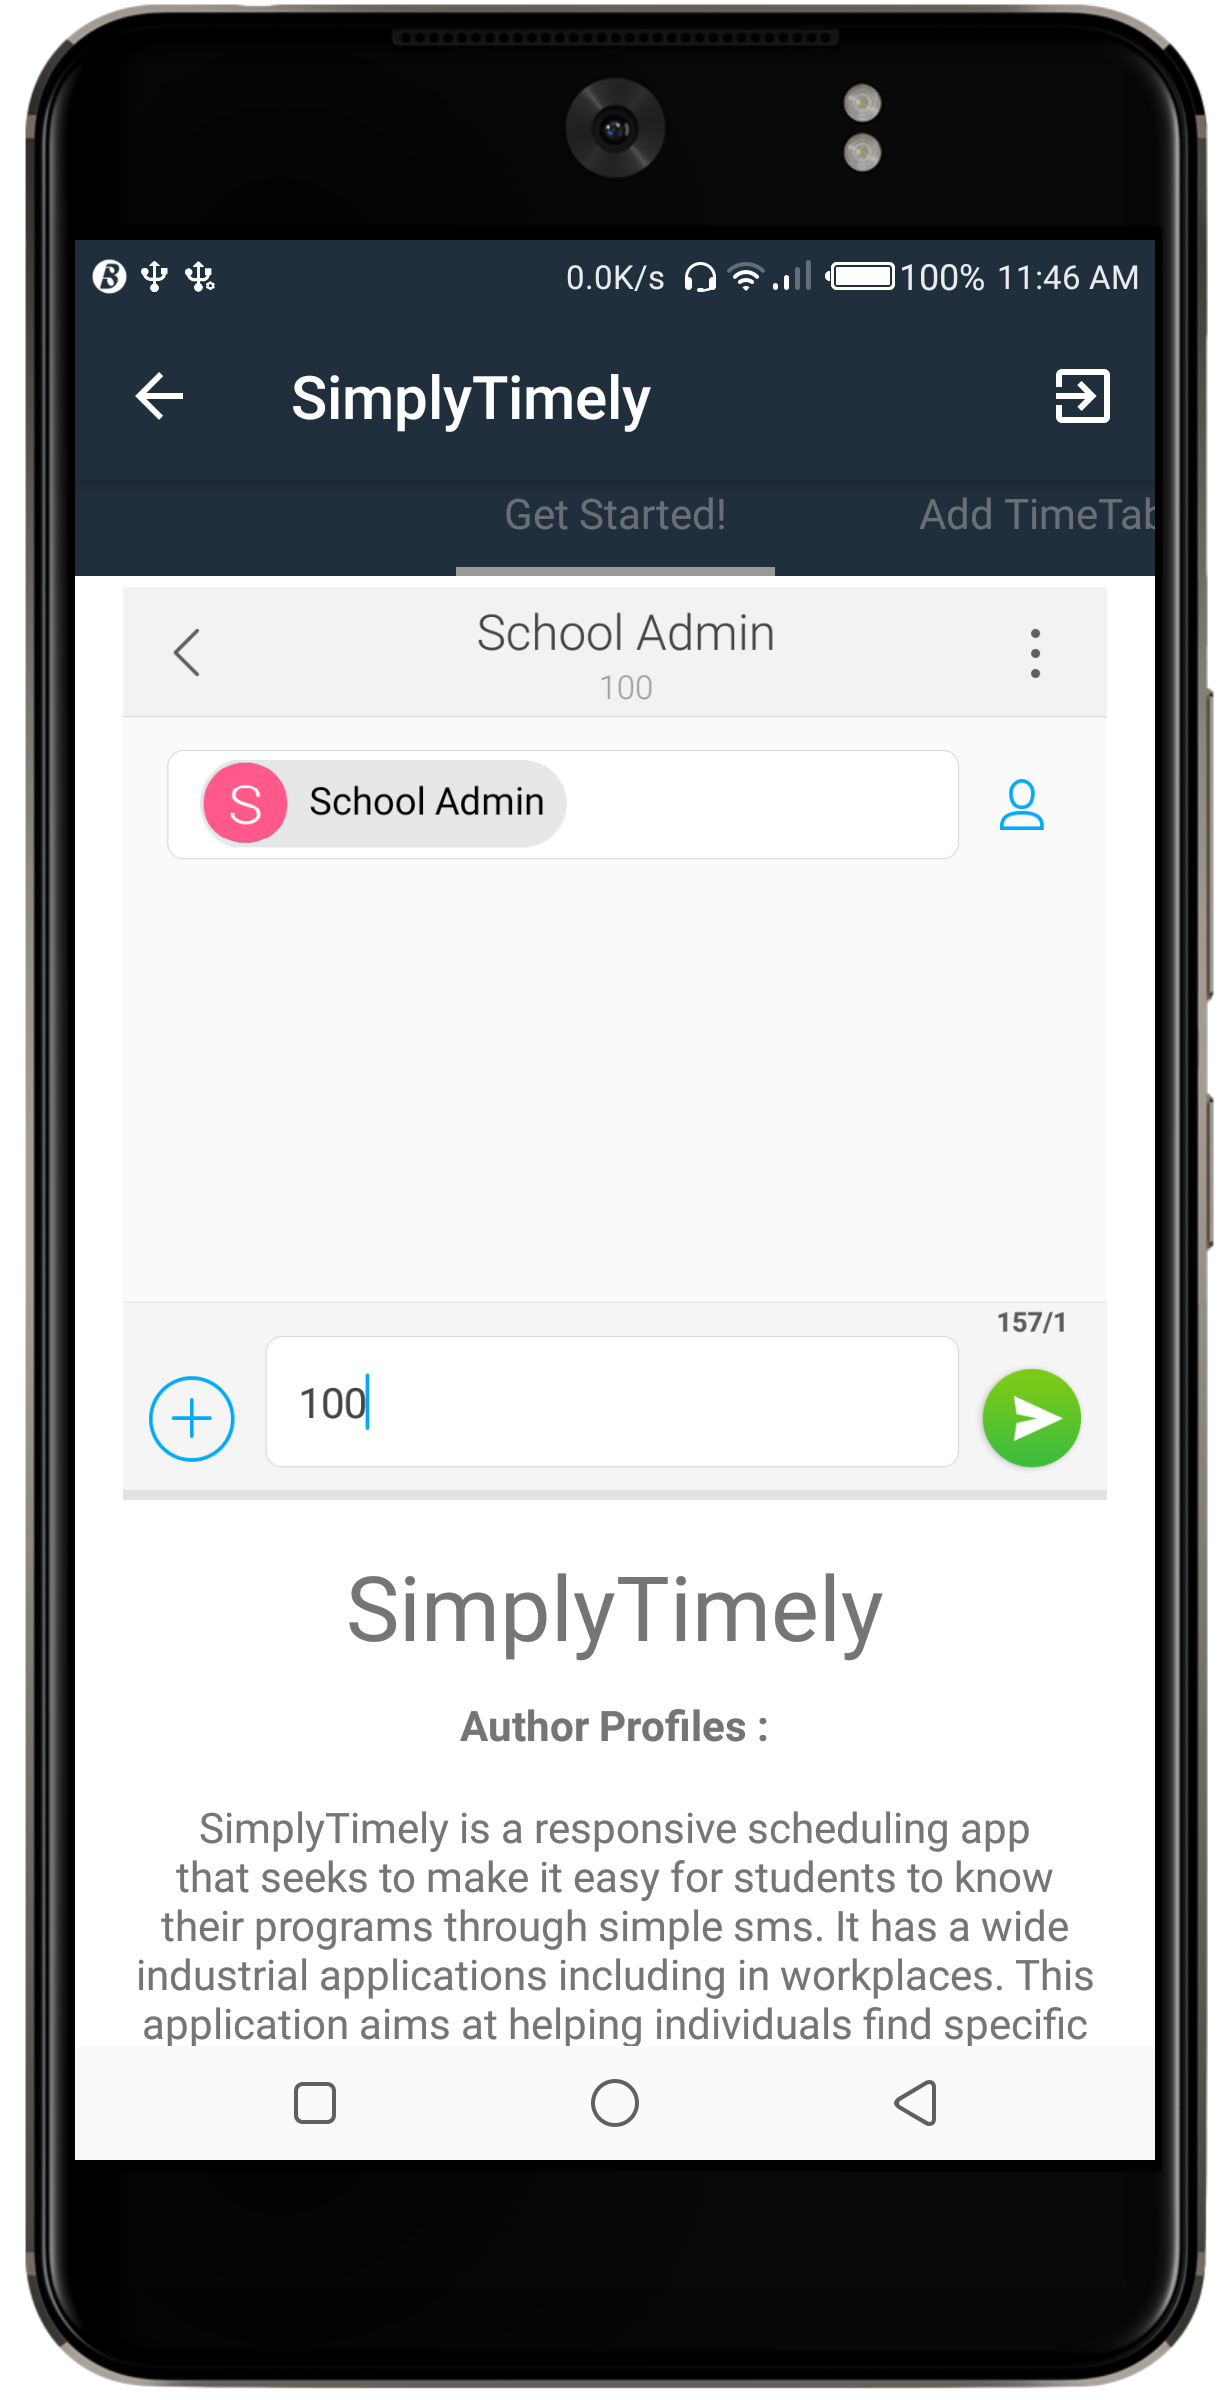 0.0K/s 100% 11:46 AM
SimplyTimely
Get Started! Add TimeTab
School Admin
100
S School Admin
157/1
100
SimplyTimely
Author Profiles :
SimplyTimely is a responsive scheduling app
that seeks to make it easy for students to know
their programs through simple sms. It has a wide
industrial applications including in workplaces. This
application aims at helping individuals find specific